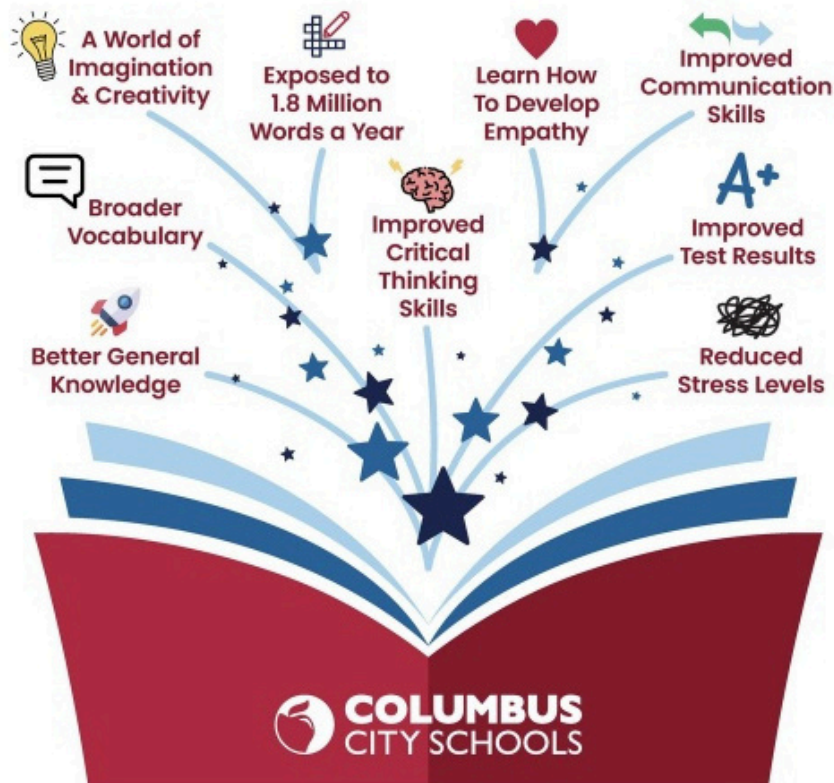 A World of
Imagination
& Creativity
Exposed to
1.8 Million
Words a Year
Learn How
To Develop
Empathy
Improved
Communication
Skills
Broader
Vocabulary
Improved
Critical
Thinking
Skills
A+
Improved
Test Results
Better General
Knowledge
Reduced
Stress Levels
COLUMBUS
CITY SCHOOLS